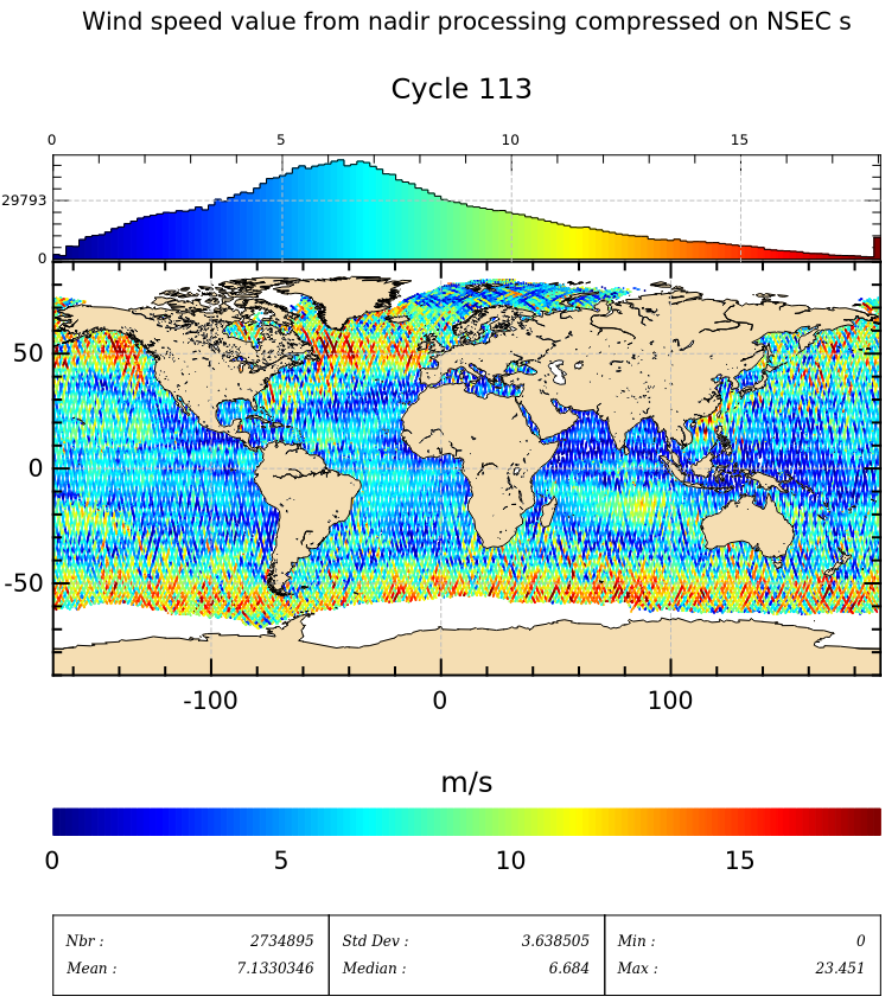 Wind speed value from nadir processing compressed on NSEC s
Cycle 113
0 5 10 15
29793
0
50
0
-50
-100 0 100
m/s
0 5 10 15
Nbr : 2734895 Std Dev : 3.638505 Min : 0
Mean : 7.1330346 Median : 6.684 Max : 23.451